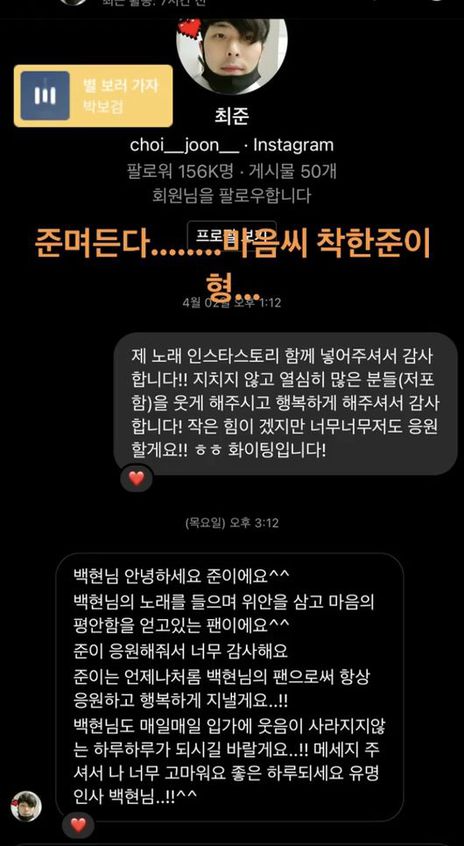 최근 활동: 7시간 전
별 보러 가자
박보검
최준
choi__joon__ · Instagram
팔로워 156K명 · 게시물 50개
회원님을 팔로우합니다
프로필 보기
준며든다........마음씨 착한준이
형...
4월 02일 오후 1:12
제 노래 인스타스토리 함께 넣어주셔서 감사
합니다!! 지치지 않고 열심히 많은 분들(저포
함)을 웃게 해주시고 행복하게 해주셔서 감사
합니다! 작은 힘이 겠지만 너무너무저도 응원
할게요!! ㅎㅎ 화이팅입니다!
(목요일) 오후 3:12
백현님 안녕하세요 준이에요^^
백현님의 노래를 들으며 위안을 삼고 마음의
평안함을 얻고있는 팬이에요^^
준이 응원해줘서 너무 감사해요
준이는 언제나처롬 백현님의 팬으로써 항상
응원하고 행복하게 지낼게요..!!
백현님도 매일매일 입가에 웃음이 사라지지않
는 하루하루가 되시길 바랄게요..!! 메세지 주
셔서 나 너무 고마워요 좋은 하루되세요 유명
인사 백현님..!!^^